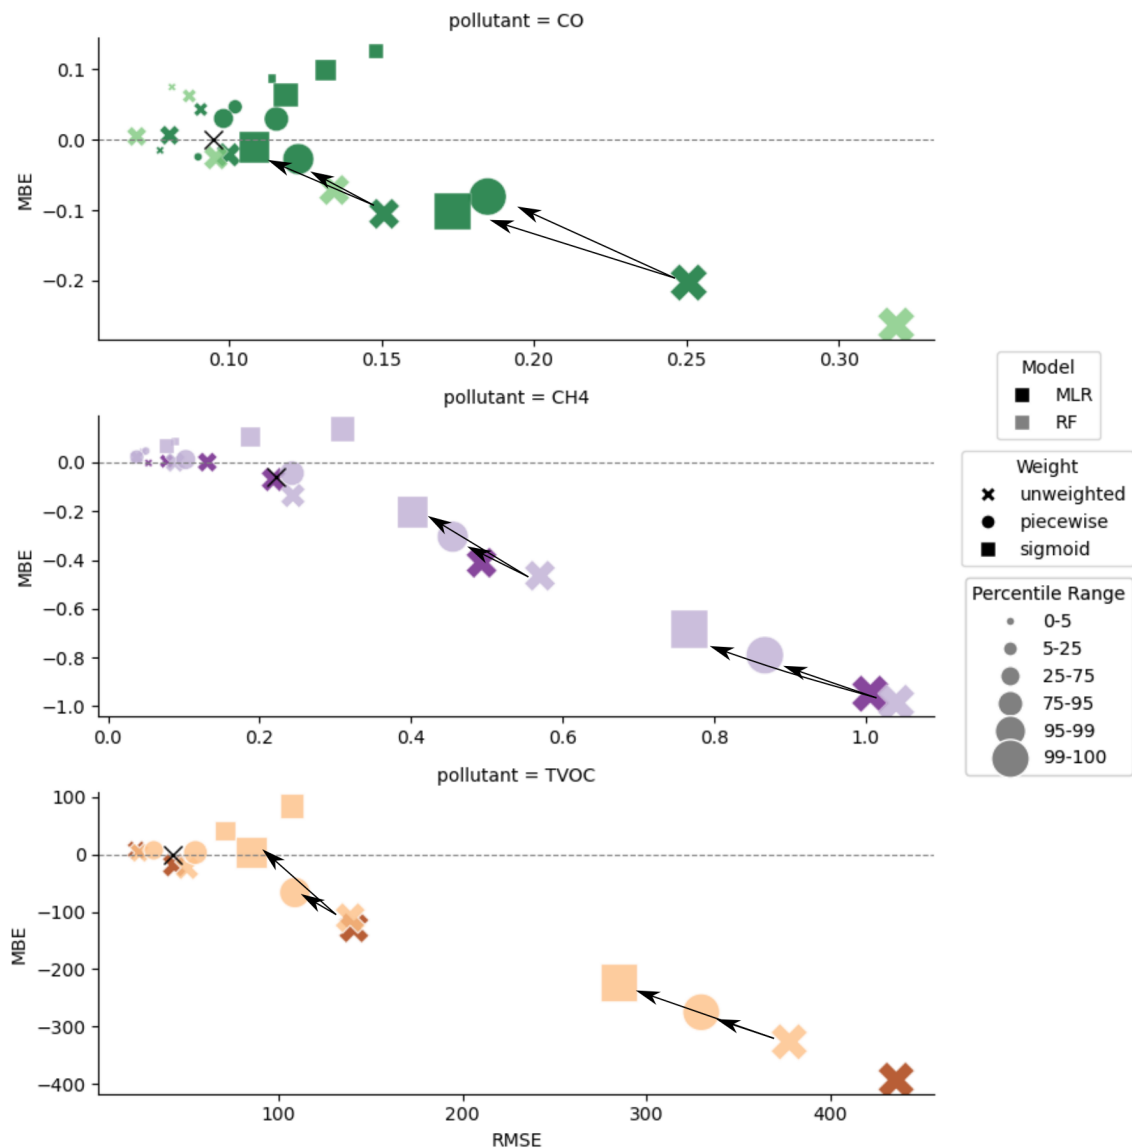 pollutant = CO
0.1
0.0
−0.1
−0.2
MBE
0.10
0.15
0.20
0.25
0.30
pollutant = CH4
0.0
−0.2
−0.4
−0.6
−0.8
−1.0
MBE
0.0
0.2
0.4
0.6
0.8
1.0
pollutant = TVOC
100
0
−100
−200
−300
−400
MBE
100
200
300
400
RMSE
Model
MLR
RF
Weight
unweighted
piecewise
sigmoid
Percentile Range
0-5
5-25
25-75
75-95
95-99
99-100